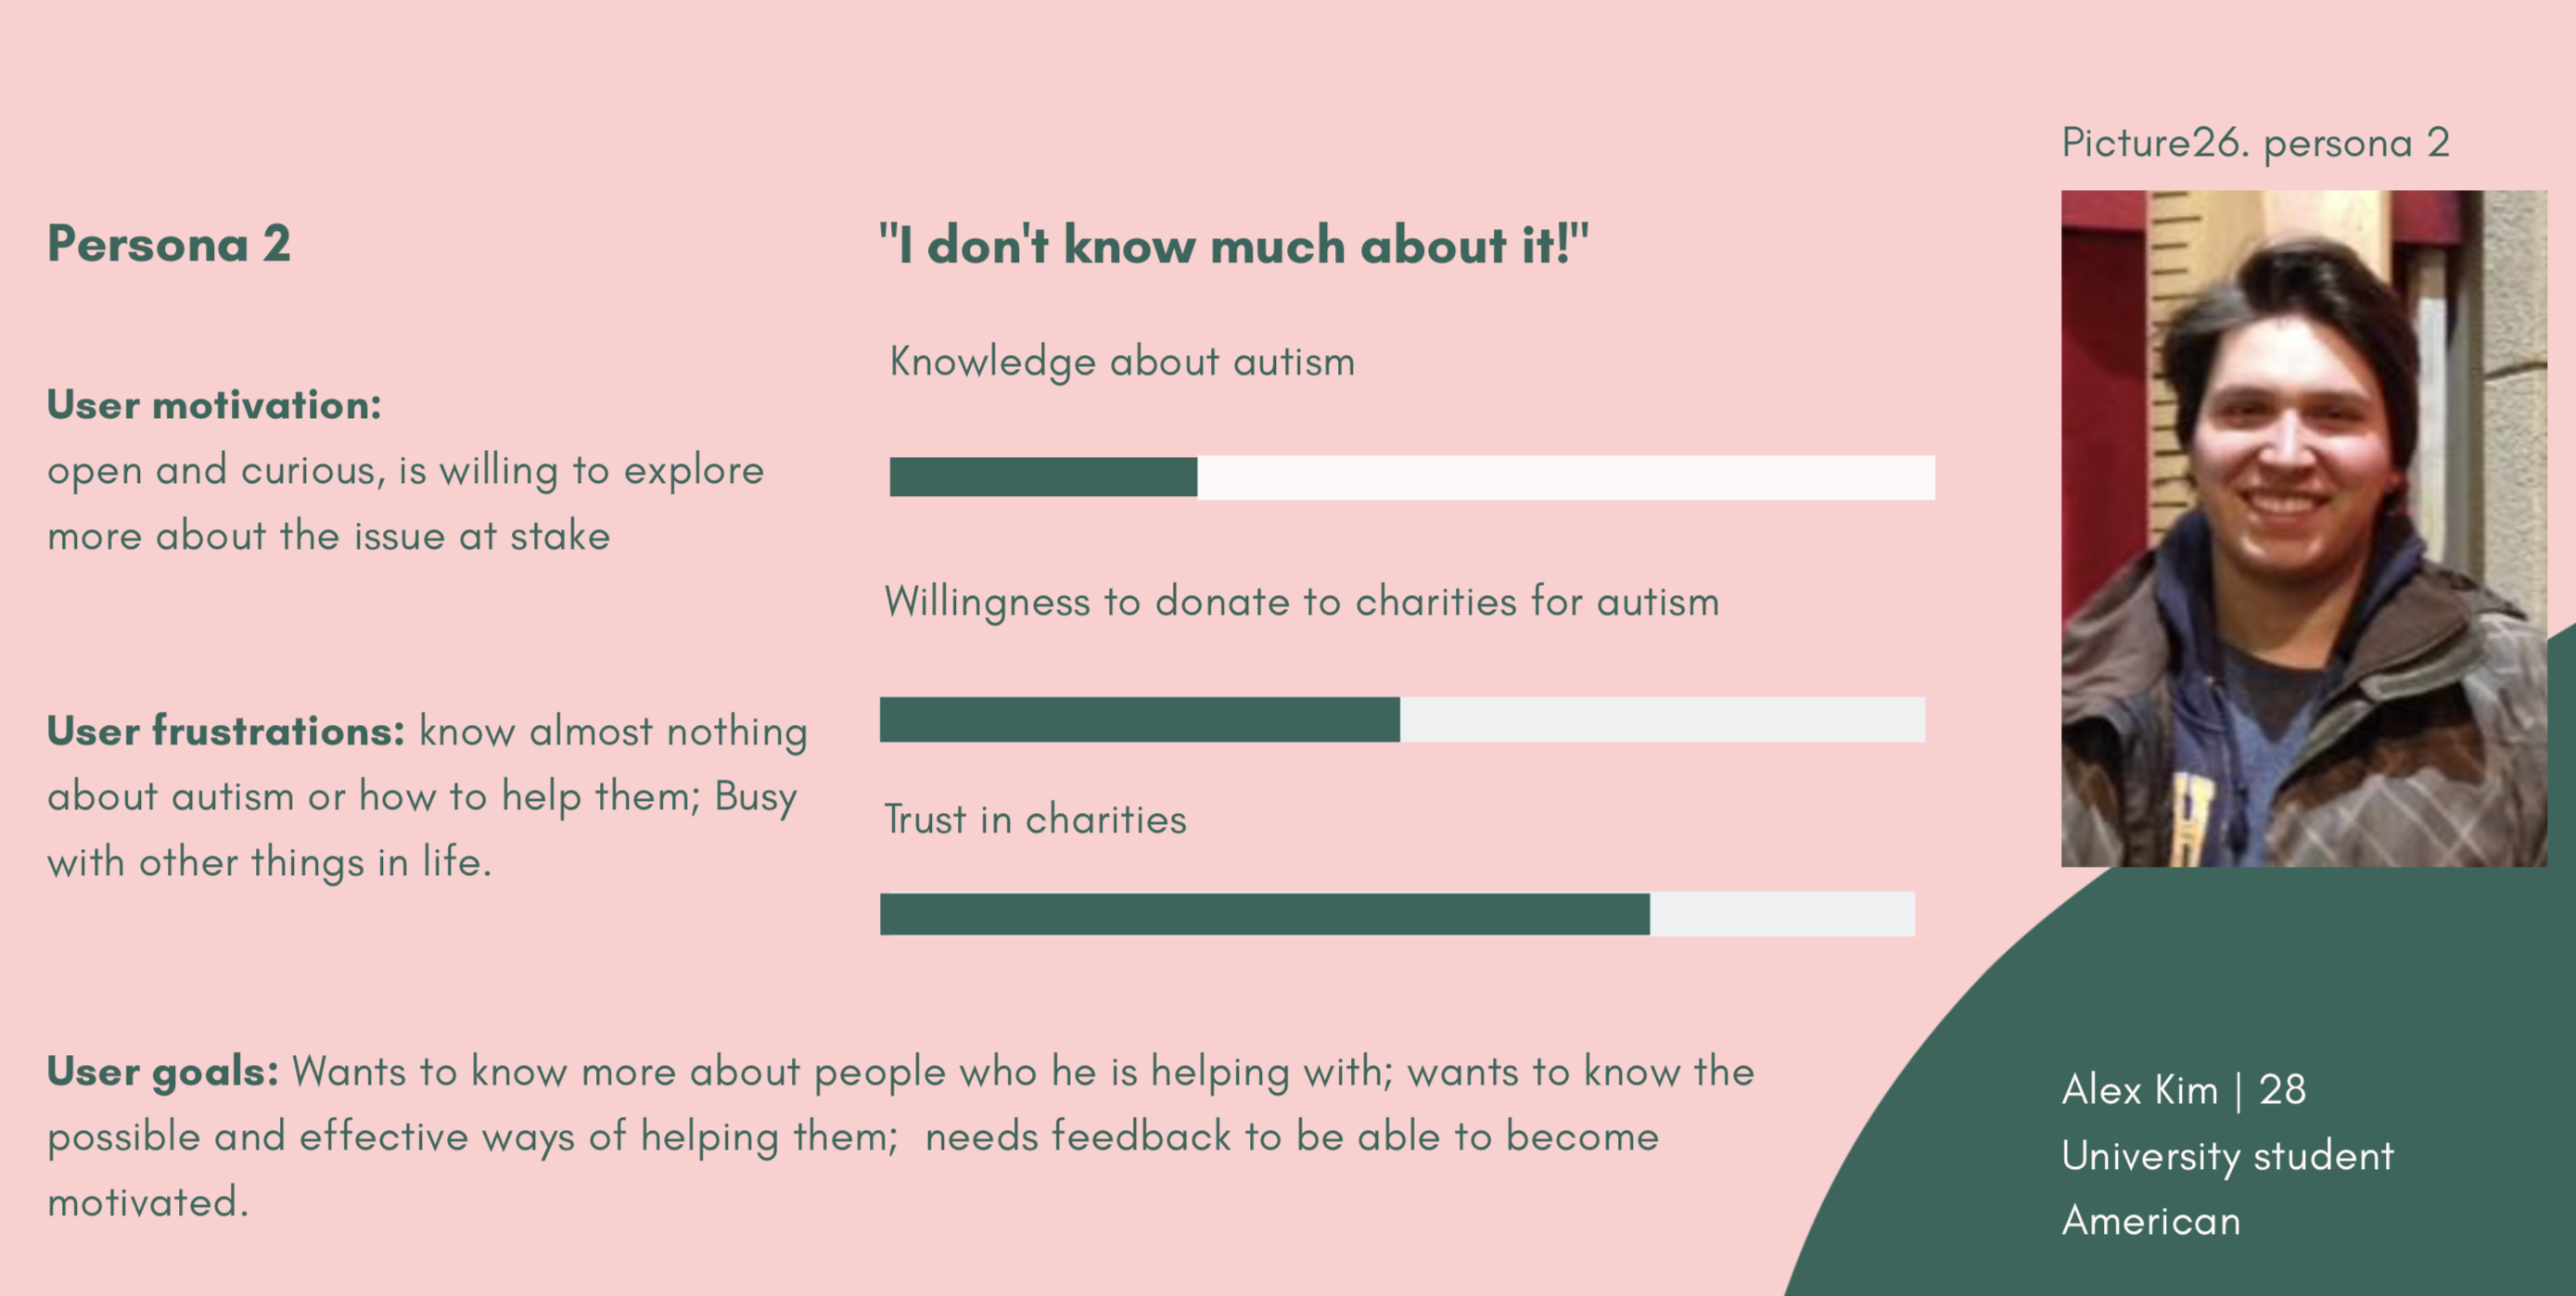 Picture26. persona 2
Persona 2
"I don't know much about it!"
Knowledge about autism
User motivation:
open and curious, is willing to explore
more about the issue at stake
Willingness to donate to charities for autism
User frustrations: know almost nothing
about autism or how to help them; Busy
with other things in life.
Trust in charities
User goals: Wants to know more about people who he is helping with; wants to know the
possible and effective ways of helping them;  needs feedback to be able to become
motivated.
Alex Kim | 28
University student
American